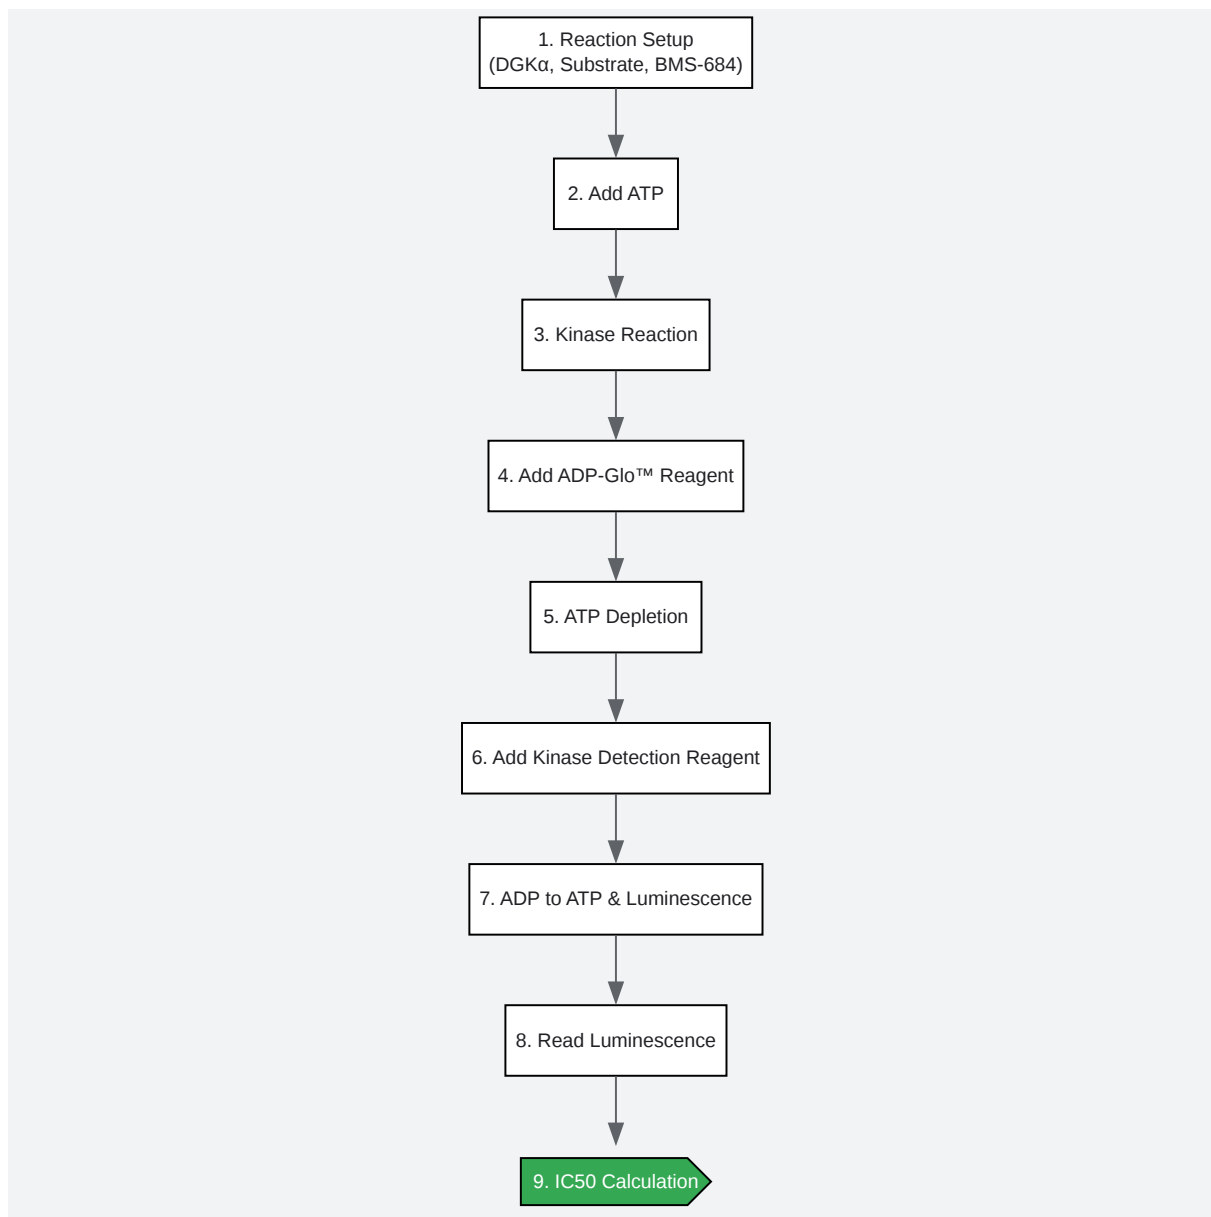 1. Reaction Setup
(DGKα, Substrate, BMS-684)
2. Add ATP
3. Kinase Reaction
4. Add ADP-Glo™ Reagent
5. ATP Depletion
6. Add Kinase Detection Reagent
7. ADP to ATP & Luminescence
8. Read Luminescence
9. IC50 Calculation